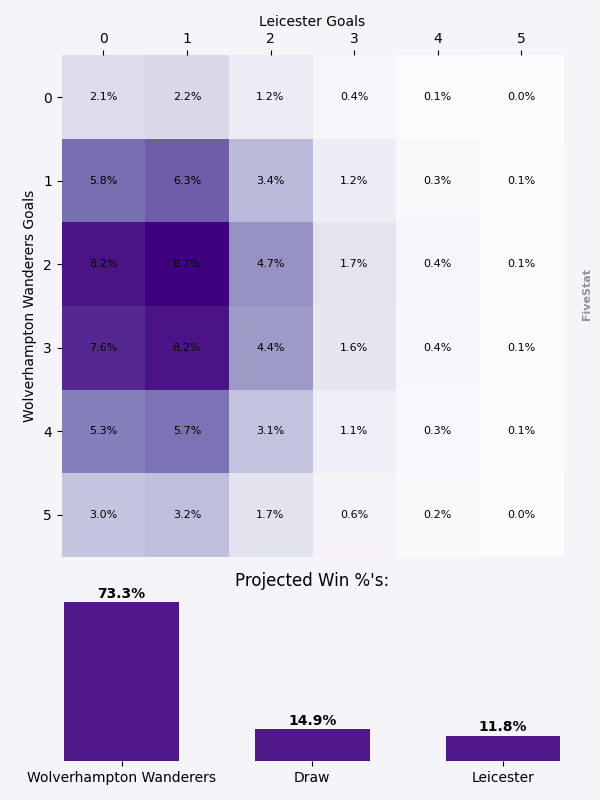 Leicester Goals
0 1 2 3 4 5
0 2.1% 2.2% 1.2% 0.4% 0.1% 0.0%
1 5.8% 6.3% 3.4% 1.2% 0.3% 0.1%
2 8.2% 8.7% 4.7% 1.7% 0.4% 0.1%
3 7.6% 8.2% 4.4% 1.6% 0.4% 0.1%
4 5.3% 5.7% 3.1% 1.1% 0.3% 0.1%
5 3.0% 3.2% 1.7% 0.6% 0.2% 0.0%
Wolverhampton Wanderers Goals
FiveStat
Projected Win %'s:
73.3% 14.9% 11.8%
Wolverhampton Wanderers Draw Leicester